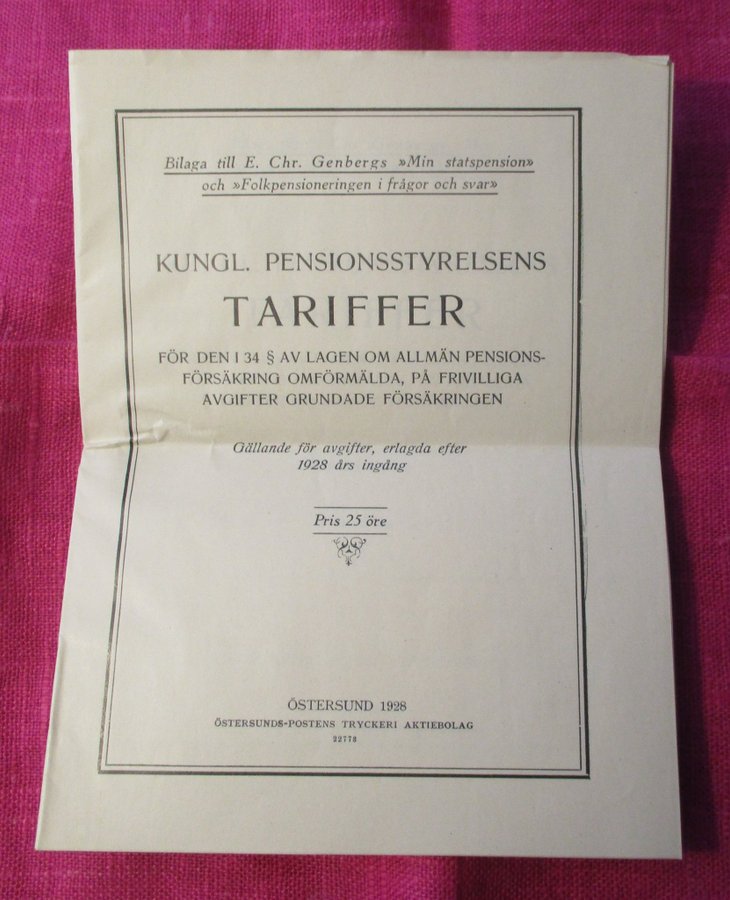 Bilaga till E. Chr. Genbergs »Min statspension»
och »Folkpensioneringen i frågor och svar»
KUNGL. PENSIONSSTYRELSENS
TARIFFER
FÖR DEN I 34 § AV LAGEN OM ALLMÄN PENSIONS-
FÖRSÄKRING OMFÖRMÄLDA, PÅ FRIVILLIGA
AVGIFTER GRUNDADE FÖRSÄKRINGEN
Gällande för avgifter, erlagda efter
1928 års ingång
Pris 25 öre
ÖSTERSUND 1928
ÖSTERSUNDS-POSTENS TRYCKERI AKTIEBOLAG
22773